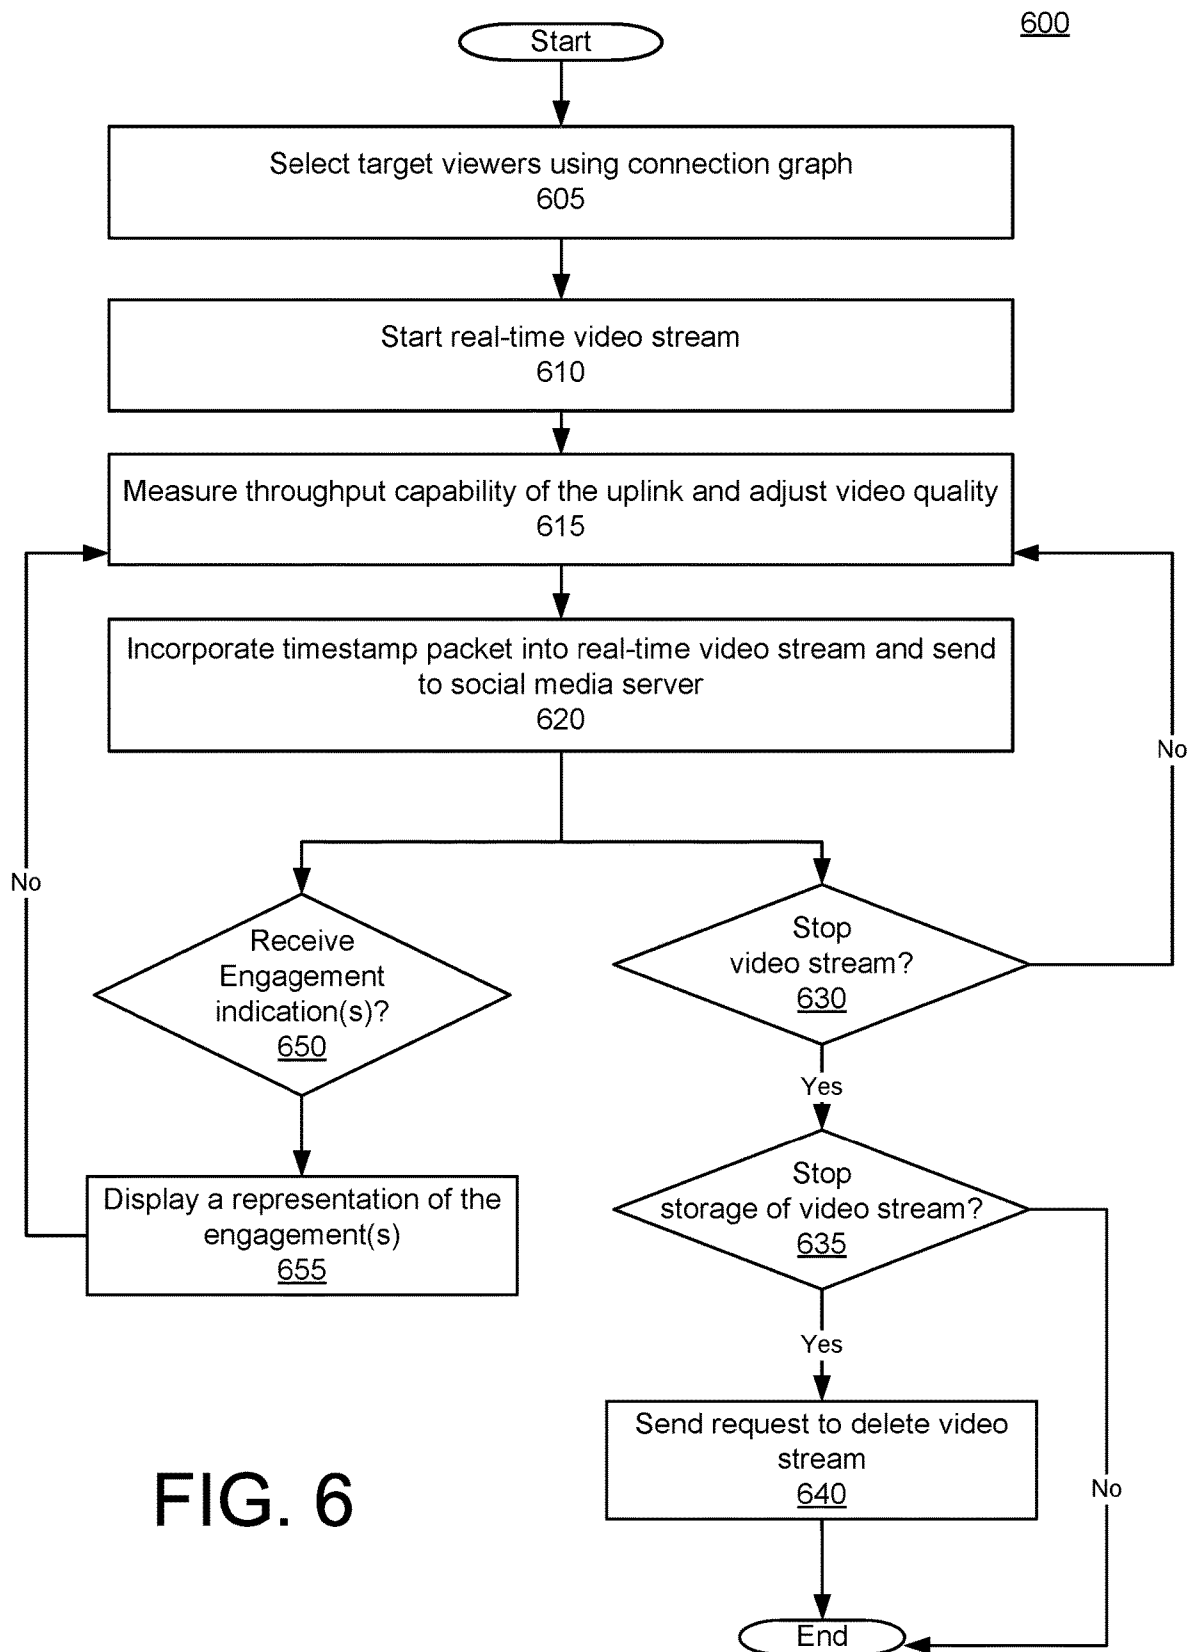 600
Start
Select target viewers using connection graph
605
Start real-time video stream
610
Measure throughput capability of the uplink and adjust video quality
615
Incorporate timestamp packet into real-time video stream and send
to social media server
620
No
No
Receive
Engagement
indication(s)?
650
Stop
video stream?
630
Yes
Display a representation of the
engagement(s)
655
Stop
storage of video stream?
635
Yes
Send request to delete video
stream
640
No
FIG. 6
End